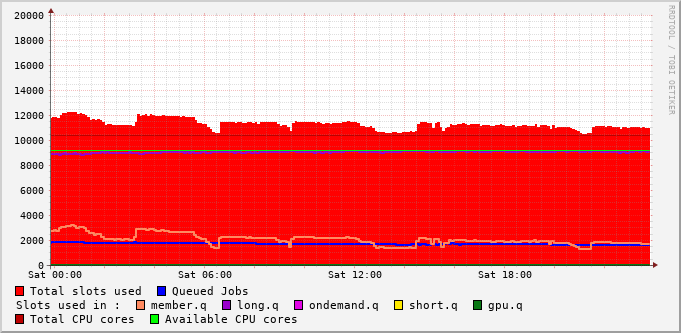 20000
18000
16000
14000
12000
10000
8000
6000
4000
2000
0
Sat 00:00 Sat 06:00 Sat 12:00 Sat 18:00
RRDTOOL / TOBI OETIKER
Total slots used Queued Jobs
Slots used in : member.q long.q ondemand.q short.q gpu.q
Total CPU cores Available CPU cores